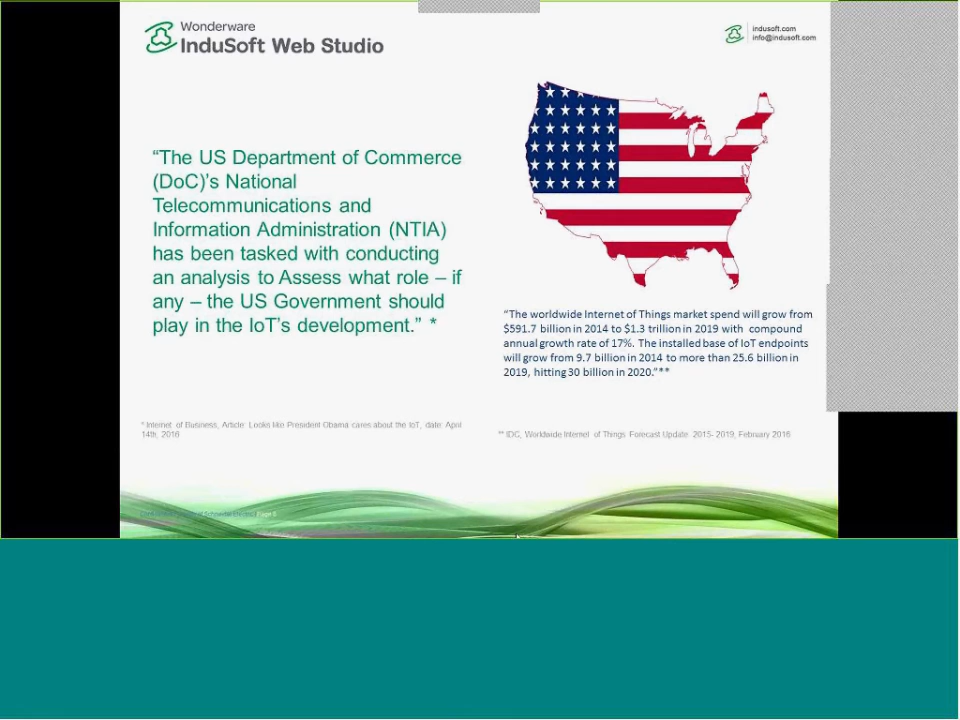 Wonderware
InduSoft Web Studio
indusoft.com
info@indusoft.com
“The US Department of Commerce
(DoC)’s National
Telecommunications and
Information Administration (NTIA)
has been tasked with conducting
an analysis to Assess what role – if
any – the US Government should
play in the IoT’s development.” *
“The worldwide Internet of Things market spend will grow from
$591.7 billion in 2014 to $1.3 trillion in 2019 with compound
annual growth rate of 17%. The installed base of IoT endpoints
will grow from 9.7 billion in 2014 to more than 25.6 billion in
2019, hitting 30 billion in 2020.”**
* Internet of Business, Article: Looks like President Obama cares about the IoT, date: April
14th, 2016
** IDC, Worldwide Internet of Things Forecast Update 2015- 2019, February 2016
Page